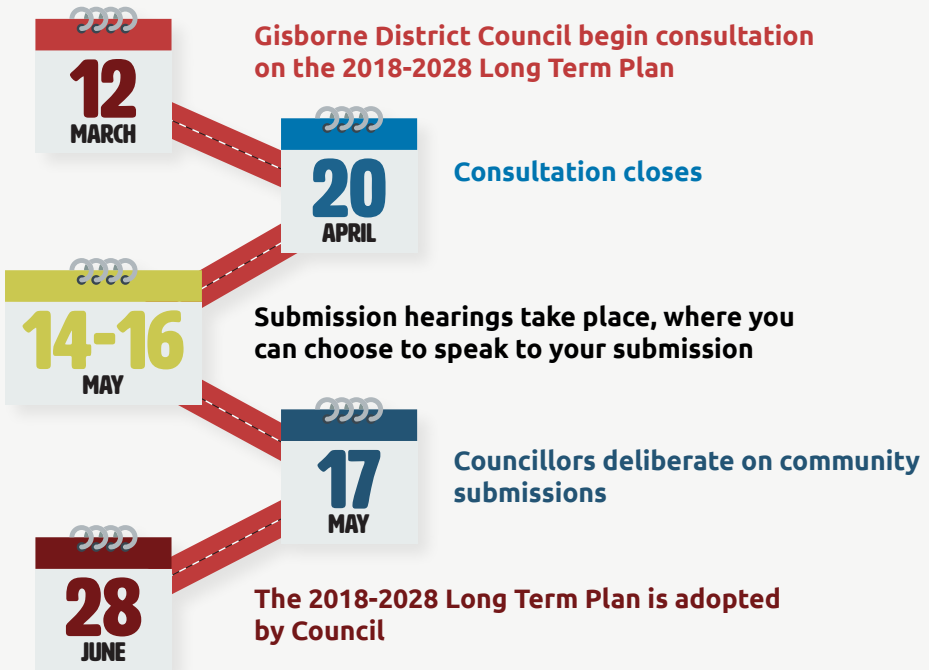 12
MARCH
Gisborne District Council begin consultation
on the 2018-2028 Long Term Plan
20
APRIL
Consultation closes
14-16
MAY
Submission hearings take place, where you
can choose to speak to your submission
17
MAY
Councillors deliberate on community
submissions
28
JUNE
The 2018-2028 Long Term Plan is adopted
by Council